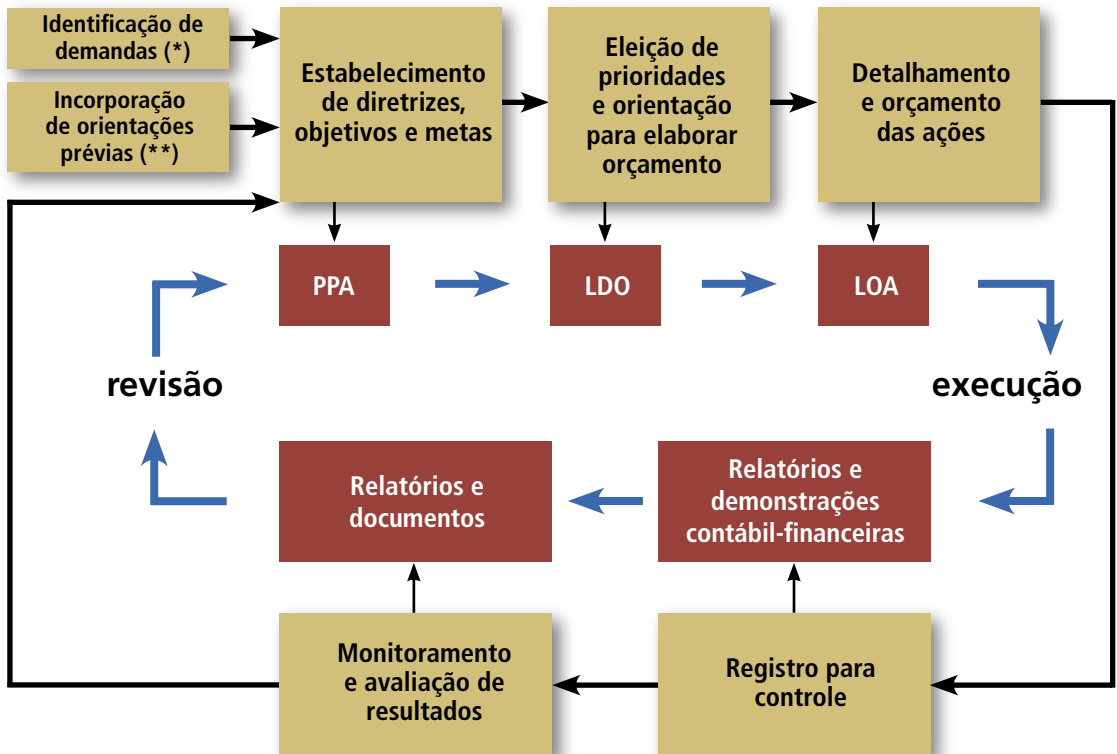 Identificação de
demandas (*)
Incorporação
de orientações
prévias (**)
Estabelecimento
de diretrizes,
objetivos e metas
Eleição de
prioridades
e orientação
para elaborar
orçamento
Detalhamento
e orçamento
das ações
PPA
LDO
LOA
revisão
execução
Relatórios e
documentos
Relatórios e
demonstrações
contábil-financeiras
Monitoramento
e avaliação de
resultados
Registro para
controle